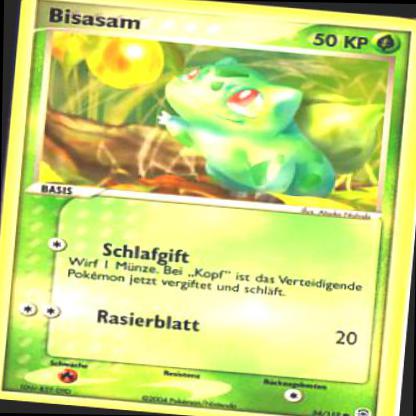 Bisasam
50 KP
BASIS
Schlafgift
Wirf 1 Münze. Bei „Kopf“ ist das Verteidigende
Pokémon jetzt vergiftet und schläft.
Rasierblatt
20
Schwäche
Resistenz
Rückzugskosten
©2004 Pokémon/Nintendo